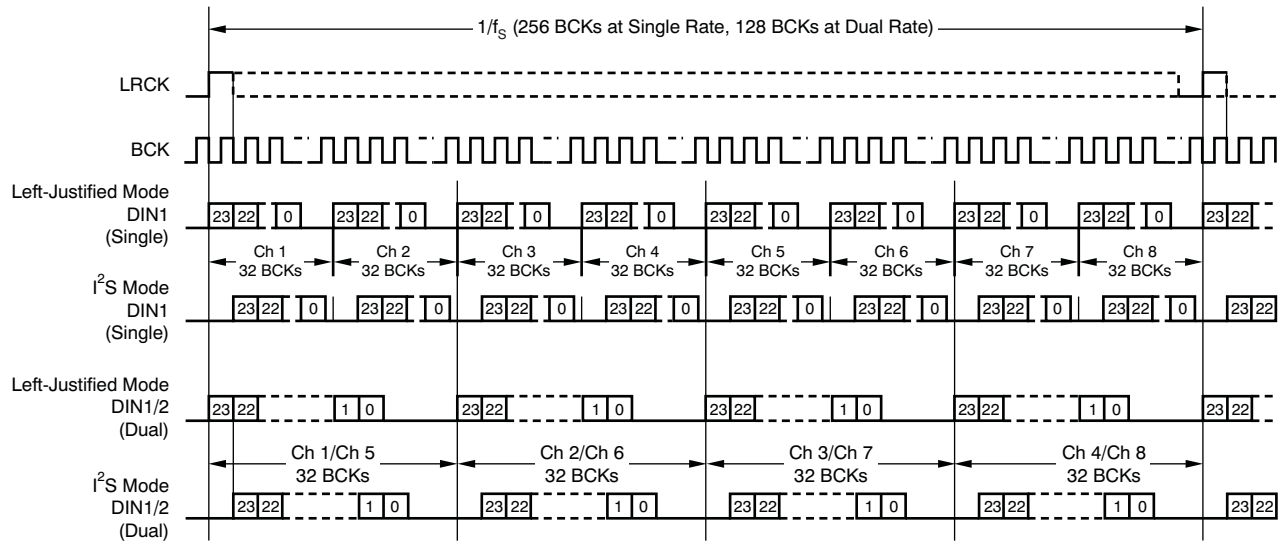 1/fS (256 BCKs at Single Rate, 128 BCKs at Dual Rate)
LRCK
BCK
Left-Justified Mode
DIN1
(Single)
23 22 0 23 22 0 23 22 0 23 22 0 23 22 0 23 22 0 23 22 0 23 22 0 23 22
Ch 1 Ch 2 Ch 3 Ch 4 Ch 5 Ch 6 Ch 7 Ch 8
32 BCKs 32 BCKs 32 BCKs 32 BCKs 32 BCKs 32 BCKs 32 BCKs 32 BCKs
I²S Mode
DIN1
(Single)
23 22 0 23 22 0 23 22 0 23 22 0 23 22 0 23 22 0 23 22 0 23 22 0 23 22
Left-Justified Mode
DIN1/2
(Dual)
23 22 1 0 23 22 1 0 23 22 1 0 23 22 1 0 23 22
Ch 1/Ch 5 Ch 2/Ch 6 Ch 3/Ch 7 Ch 4/Ch 8
32 BCKs 32 BCKs 32 BCKs 32 BCKs
I²S Mode
DIN1/2
(Dual)
23 22 1 0 23 22 1 0 23 22 1 0 23 22 1 0 23 22